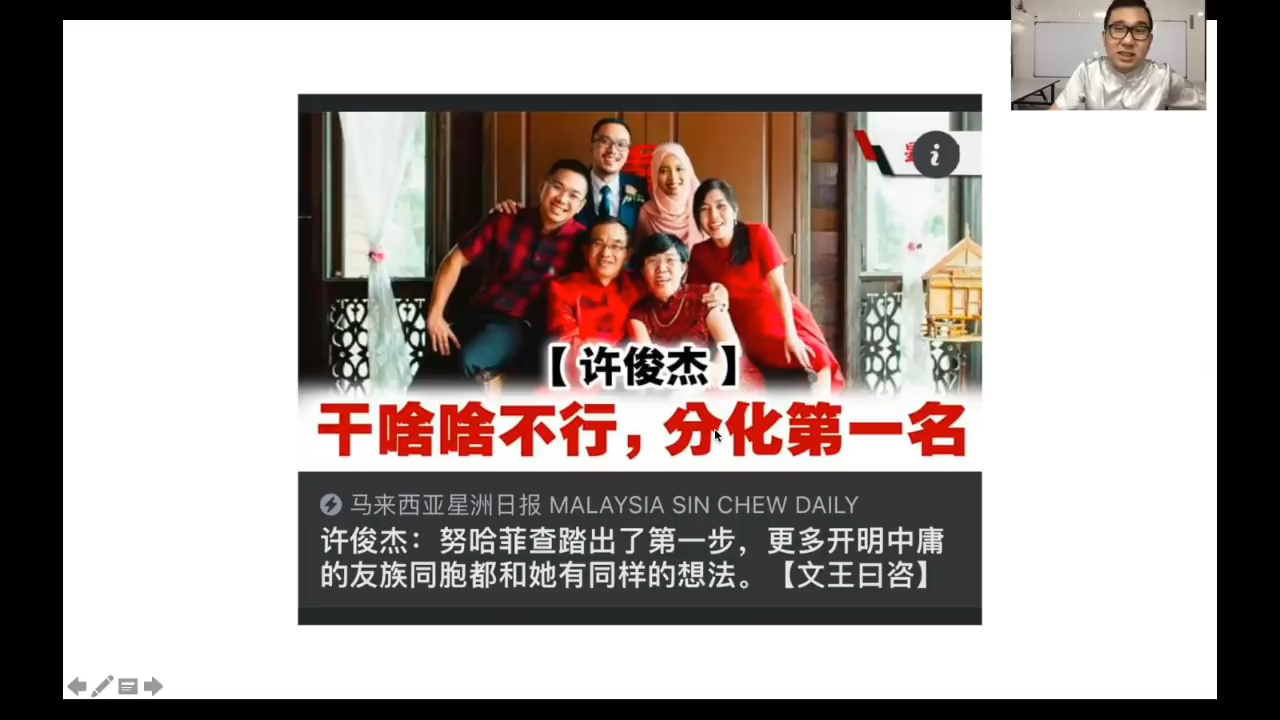 【许俊杰】
干啥啥不行，分化第一名
马来西亚星洲日报 MALAYSIA SIN CHEW DAILY
许俊杰：努哈菲查踏出了第一步，更多开明中庸
的友族同胞都和她有同样的想法。【文王曰咨】